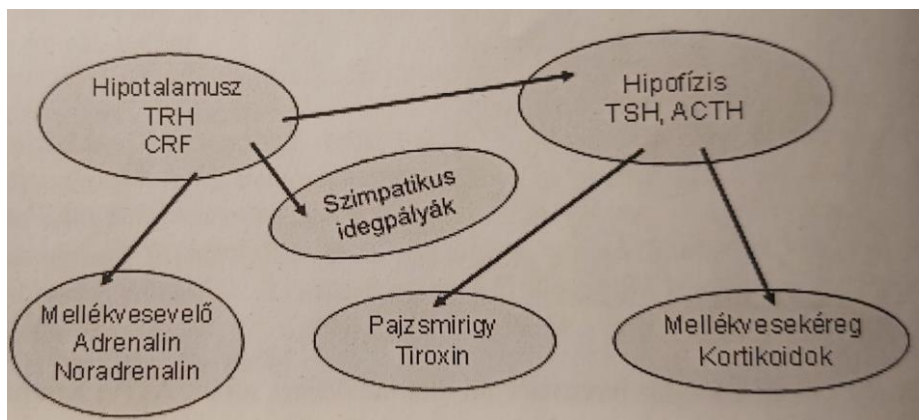 Hipotalamusz
TRH
CRF
Hipofízis
TSH, ACTH
Szimpatikus
idegpályák
Mellékvesevelő
Adrenalin
Noradrenalin
Pajzsmirigy
Tiroxin
Mellékvesekéreg
Kortikoidok